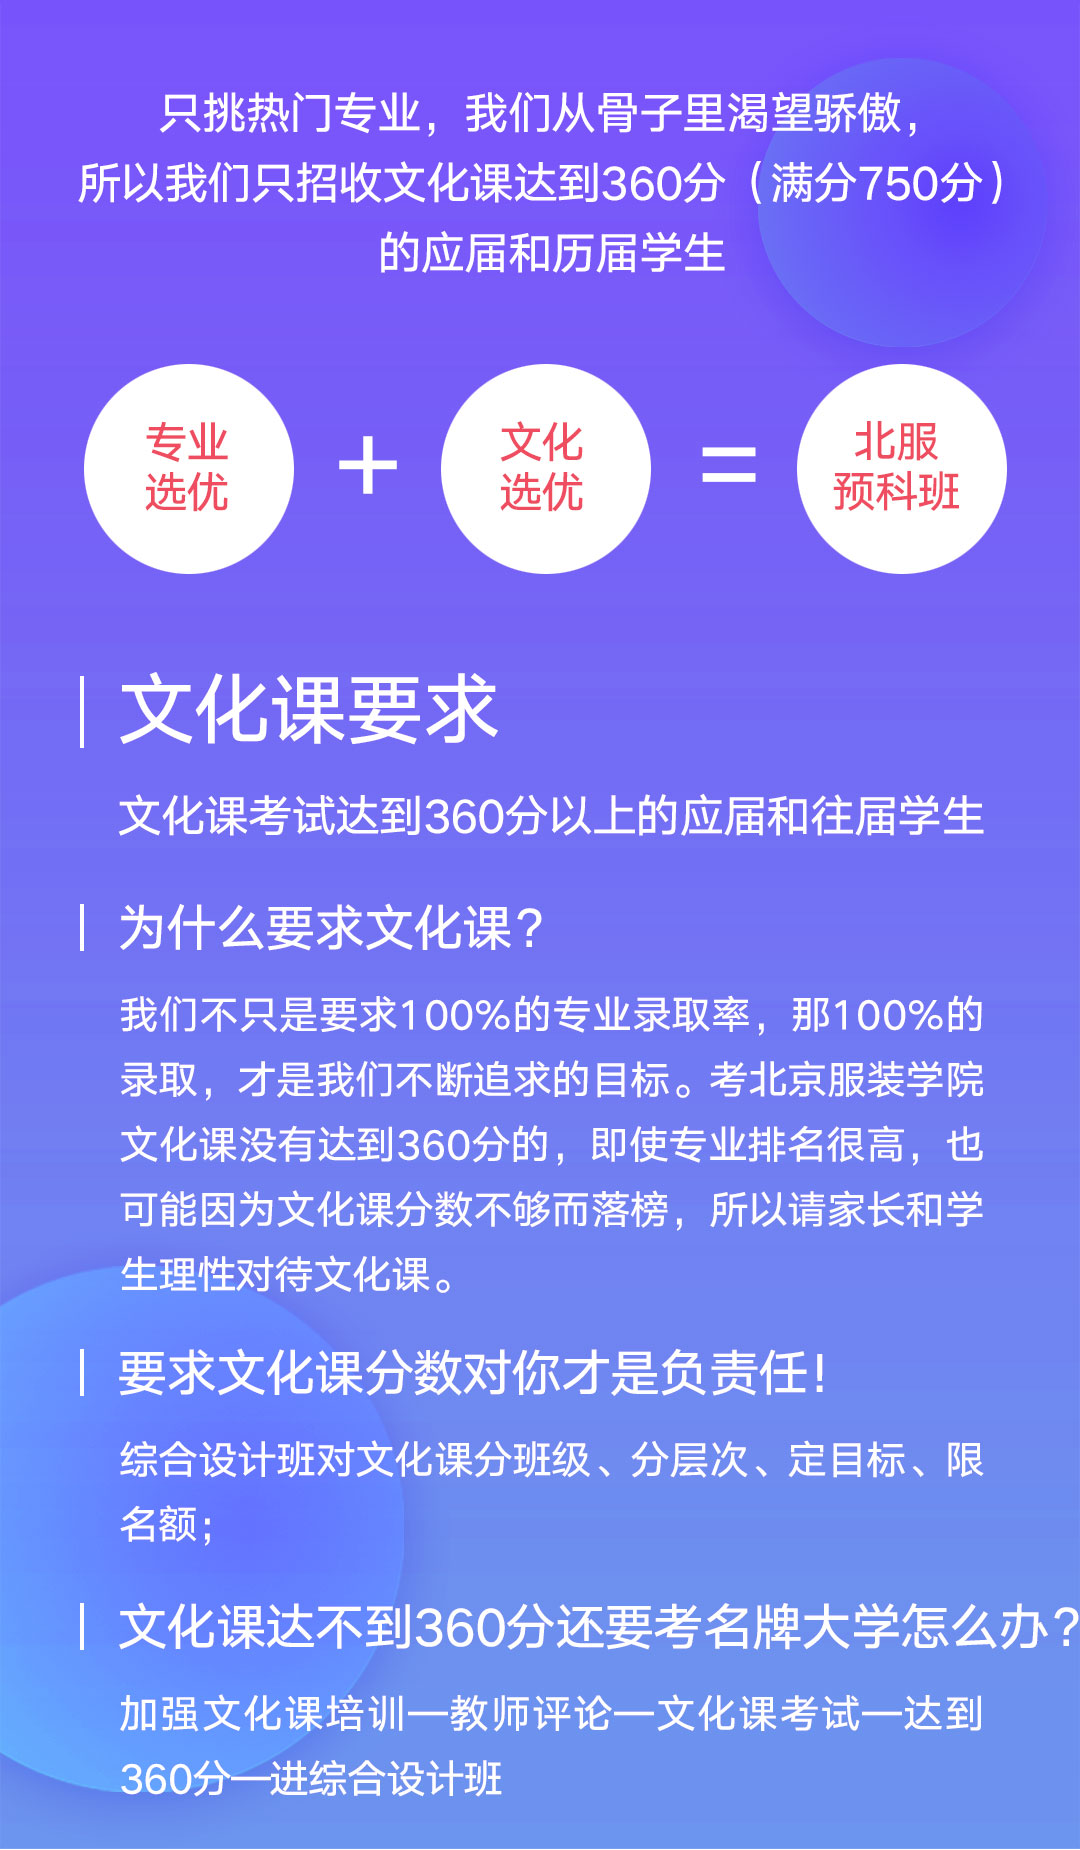 只挑热门专业，我们从骨子里渴望骄傲，
所以我们只招收文化课达到360分（满分750分）
的应届和历届学生
专业
选优
+
文化
选优
=
北服
预科班
文化课要求
文化课考试达到360分以上的应届和往届学生
为什么要求文化课?
我们不只是要求100%的专业录取率，那100%的
录取，才是我们不断追求的目标。考北京服装学院
文化课没有达到360分的，即使专业排名很高，也
可能因为文化课分数不够而落榜，所以请家长和学
生理性对待文化课。
要求文化课分数对你才是负责任!
综合设计班对文化课分班级、分层次、定目标、限
名额；
文化课达不到360分还要考名牌大学怎么办?
加强文化课培训—教师评论—文化课考试—达到
360分—进综合设计班